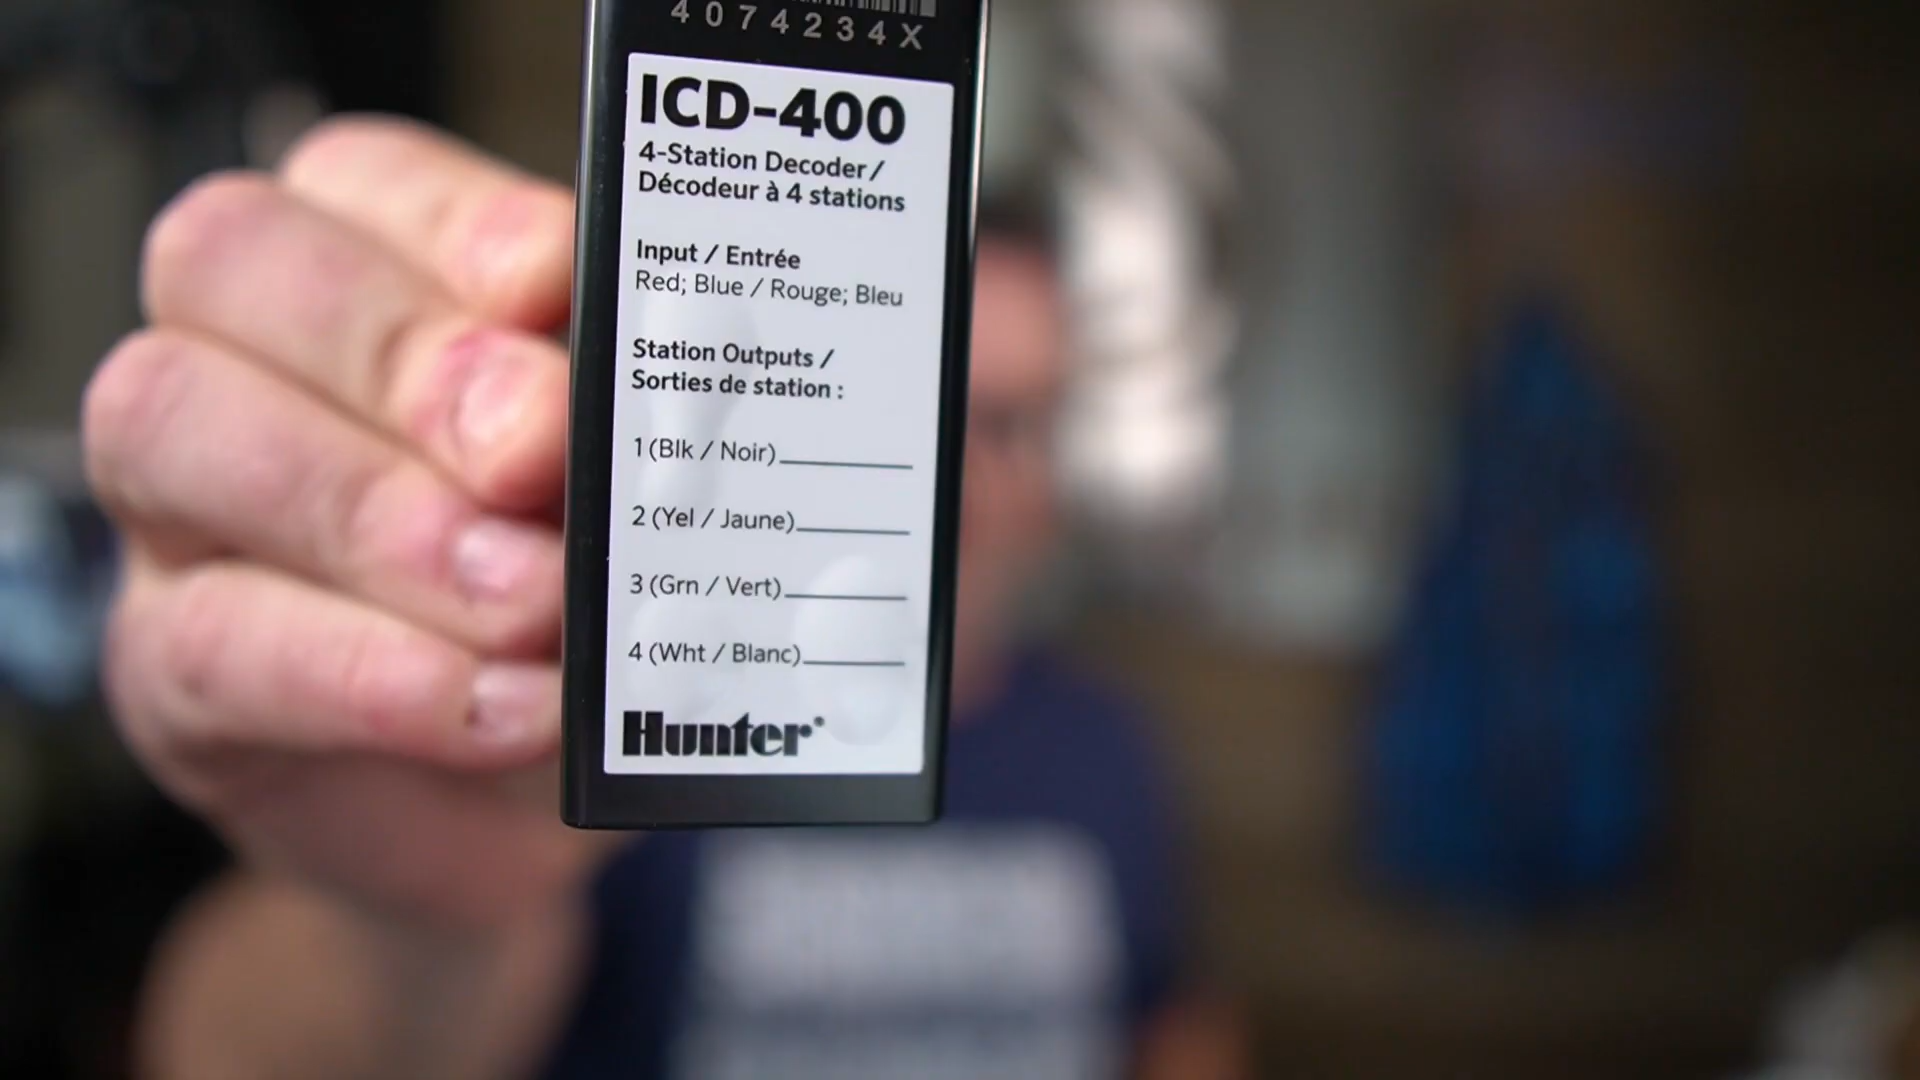 4074234X
ICD-400
4-Station Decoder /
Décodeur à 4 stations
Input / Entrée
Red; Blue / Rouge; Bleu
Station Outputs /
Sorties de station :
1 (Blk / Noir)
2 (Yel / Jaune)
3 (Grn / Vert)
4 (Wht / Blanc)
Hunter®